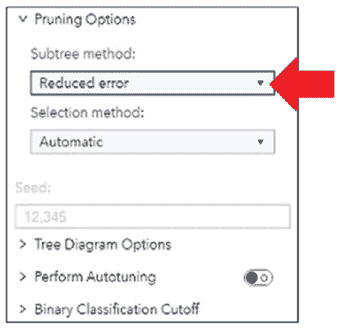 Pruning Options
Subtree method:
Reduced error
Selection method:
Automatic
Seed:
12,345
Tree Diagram Options
Perform Autotuning
Binary Classification Cutoff